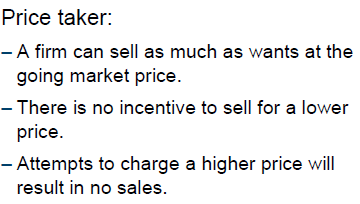 Price taker:
– A firm can sell as much as wants at the
going market price.
– There is no incentive to sell for a lower
price.
– Attempts to charge a higher price will
result in no sales.